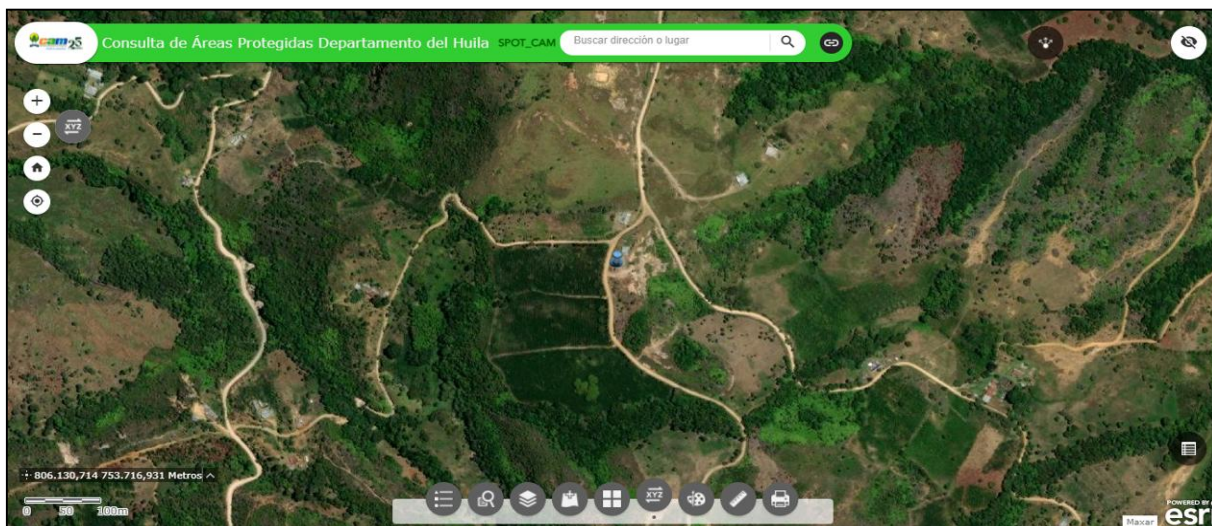 cam 25
Consulta de Áreas Protegidas Departamento del Huila SPOT_CAM Buscar dirección o lugar
+
XYZ
−
806.130,714 753.716,931 Metros
0 50 100m
XYZ
Maxar
POWERED BY
esri